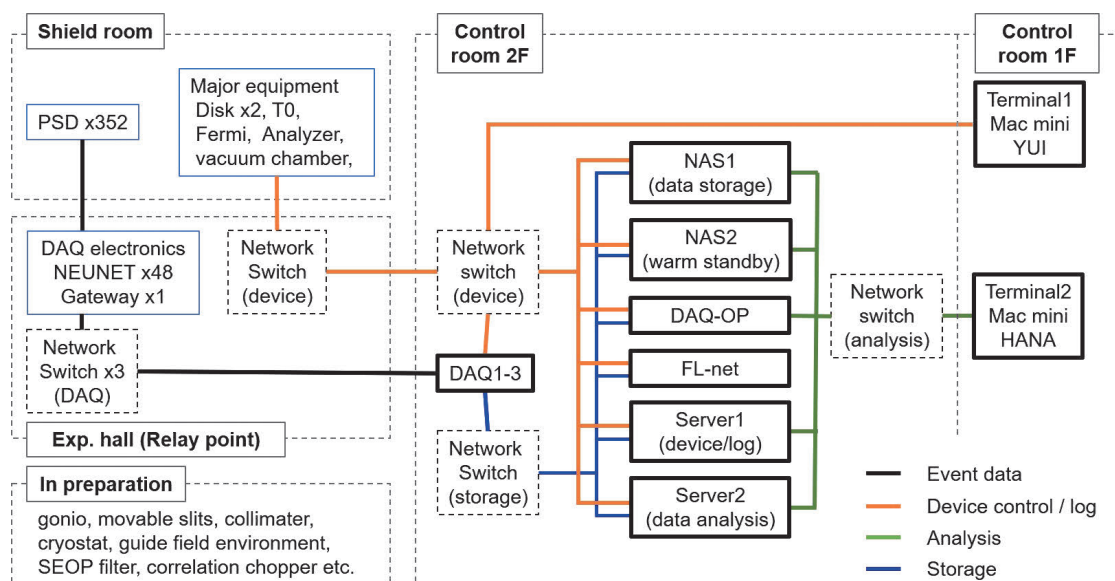 Shield room
PSD x352
Major equipment
Disk x2, T0,
Fermi, Analyzer,
vacuum chamber,
DAQ electronics
NEUNET x48
Gateway x1
Network
Switch
(device)
Network
Switch x3
(DAQ)
Exp. hall (Relay point)
In preparation
gonio, movable slits, collimater,
cryostat, guide field environment,
SEOP filter, correlation chopper etc.
Control
room 2F
Network
switch
(device)
DAQ1-3
Network
Switch
(storage)
NAS1
(data storage)
NAS2
(warm standby)
DAQ-OP
FL-net
Server1
(device/log)
Server2
(data analysis)
Network
switch
(analysis)
Control
room 1F
Terminal1
Mac mini
YUI
Terminal2
Mac mini
HANA
Event data
Device control / log
Analysis
Storage